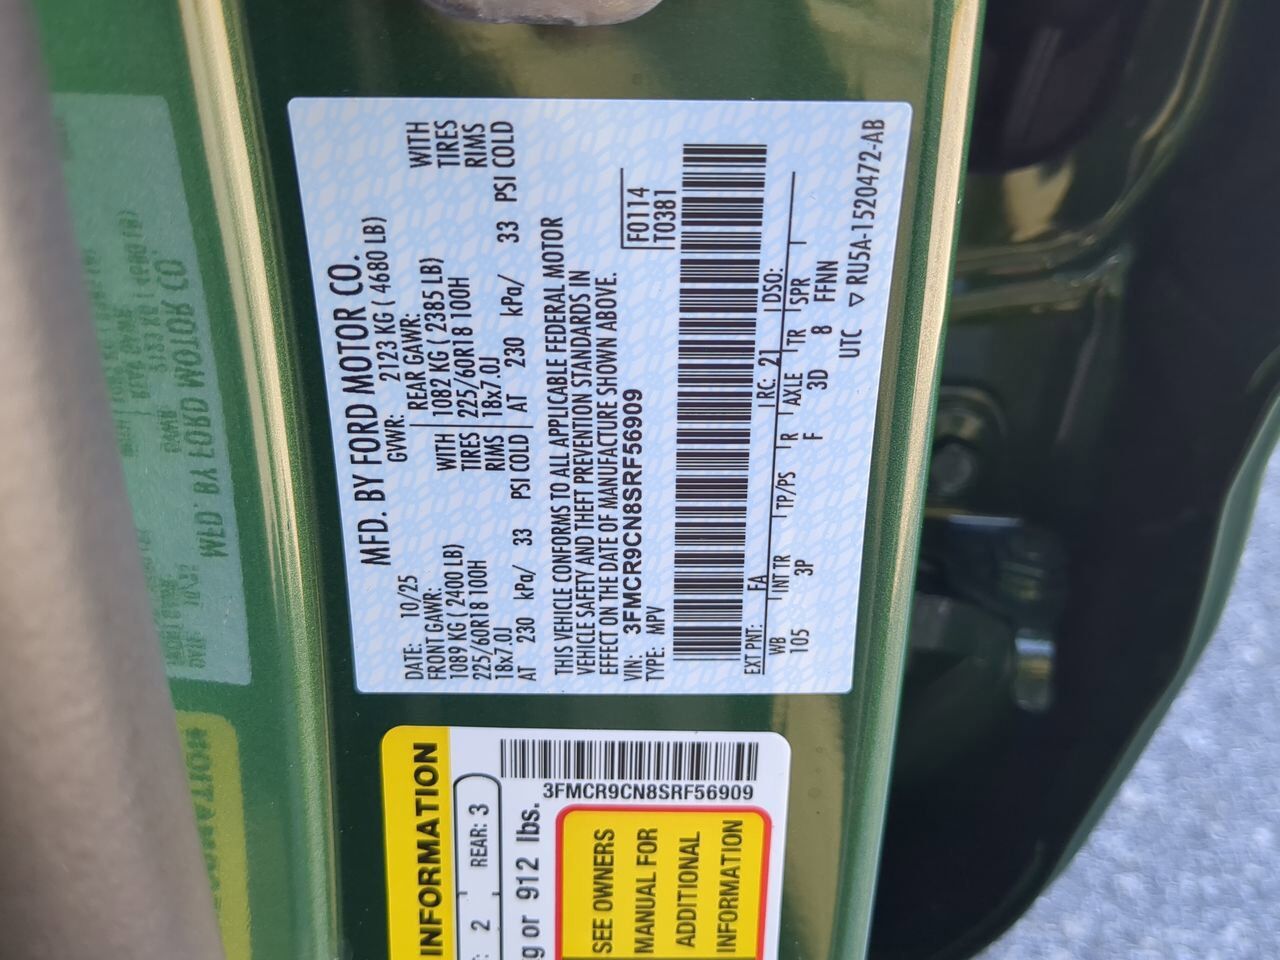 MFD. BY FORD MOTOR CO.
DATE: 10/25 GVWR: 2123 KG ( 4680 LB)
FRONT GAWR: REAR GAWR:
1089 KG ( 2400 LB) WITH 1082 KG ( 2385 LB) WITH
225/60R18 100H TIRES 225/60R18 100H TIRES
18x7.0J RIMS 18x7.0J RIMS
AT 230 kPa/ 33 PSI COLD AT 230 kPa/ 33 PSI COLD
THIS VEHICLE CONFORMS TO ALL APPLICABLE FEDERAL MOTOR
VEHICLE SAFETY AND THEFT PREVENTION STANDARDS IN
EFFECT ON THE DATE OF MANUFACTURE SHOWN ABOVE.
VIN: 3FMCR9CN8SRF56909 F0114
TYPE: MPV T0381
EXT PNT: FA RC: 21 DSO:
WB INT TR TP/PS R AXLE TR SPR
105 3P F 3D 8 FFNN
UTC ▽ RU5A-1520472-AB
INFORMATION
2 REAR: 3
g or 912 lbs.
3FMCR9CN8SRF56909
SEE OWNERS
MANUAL FOR
ADDITIONAL
INFORMATION